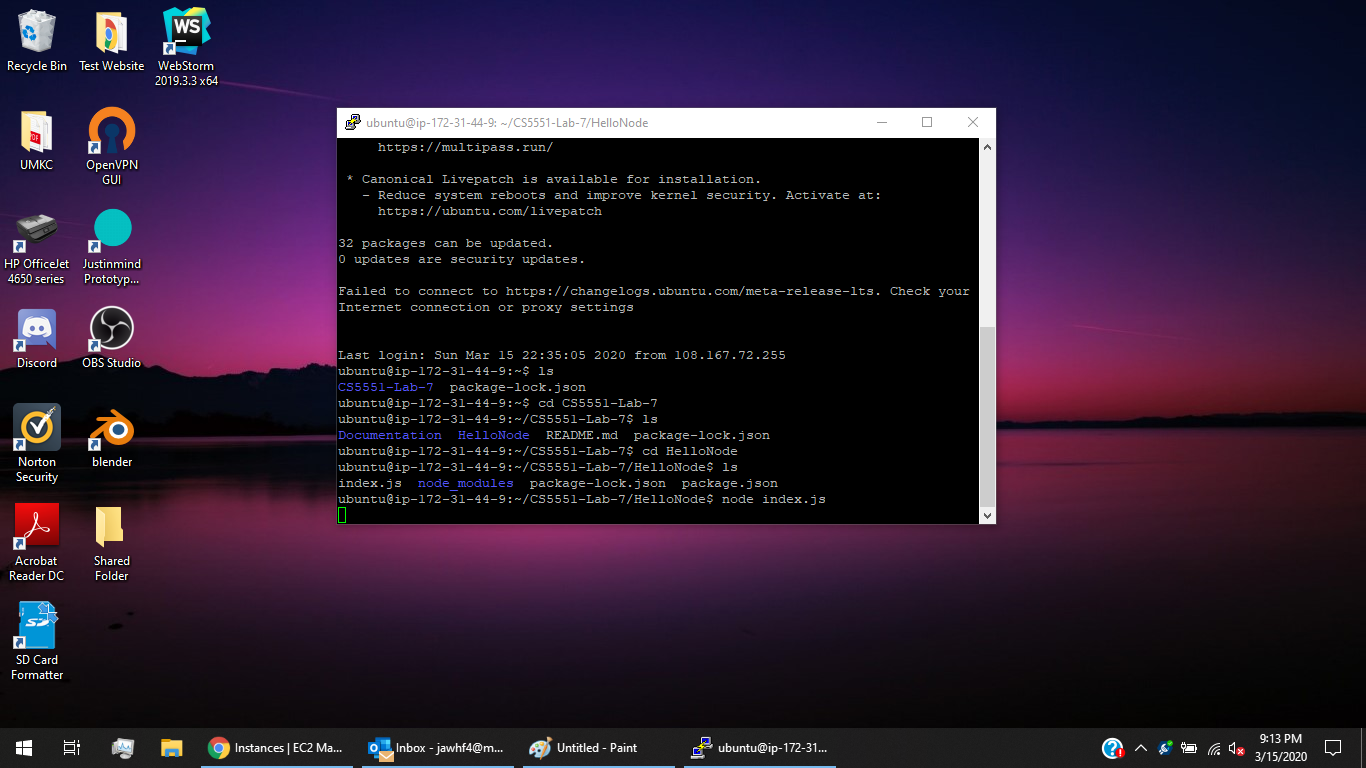 Recycle Bin
Test Website
WS
WebStorm
2019.3.3 x64
PDF
UMKC
OpenVPN
GUI
HP OfficeJet
4650 series
Justinmind
Prototyp...
Discord
OBS Studio
Norton
Security
blender
Acrobat
Reader DC
Shared
Folder
SD
SD Card
Formatter
ubuntu@ip-172-31-44-9: ~/CS5551-Lab-7/HelloNode
https://multipass.run/
* Canonical Livepatch is available for installation.
- Reduce system reboots and improve kernel security. Activate at:
https://ubuntu.com/livepatch
32 packages can be updated.
0 updates are security updates.
Failed to connect to https://changelogs.ubuntu.com/meta-release-lts. Check your
Internet connection or proxy settings
Last login: Sun Mar 15 22:35:05 2020 from 108.167.72.255
ubuntu@ip-172-31-44-9:~$ ls
CS5551-Lab-7  package-lock.json
ubuntu@ip-172-31-44-9:~$ cd CS5551-Lab-7
ubuntu@ip-172-31-44-9:~/CS5551-Lab-7$ ls
Documentation  HelloNode  README.md  package-lock.json
ubuntu@ip-172-31-44-9:~/CS5551-Lab-7$ cd HelloNode
ubuntu@ip-172-31-44-9:~/CS5551-Lab-7/HelloNode$ ls
index.js  node_modules  package-lock.json  package.json
ubuntu@ip-172-31-44-9:~/CS5551-Lab-7/HelloNode$ node index.js
Instances | EC2 Ma...
Inbox - jawhf4@m...
Untitled - Paint
ubuntu@ip-172-31...
9:13 PM
3/15/2020